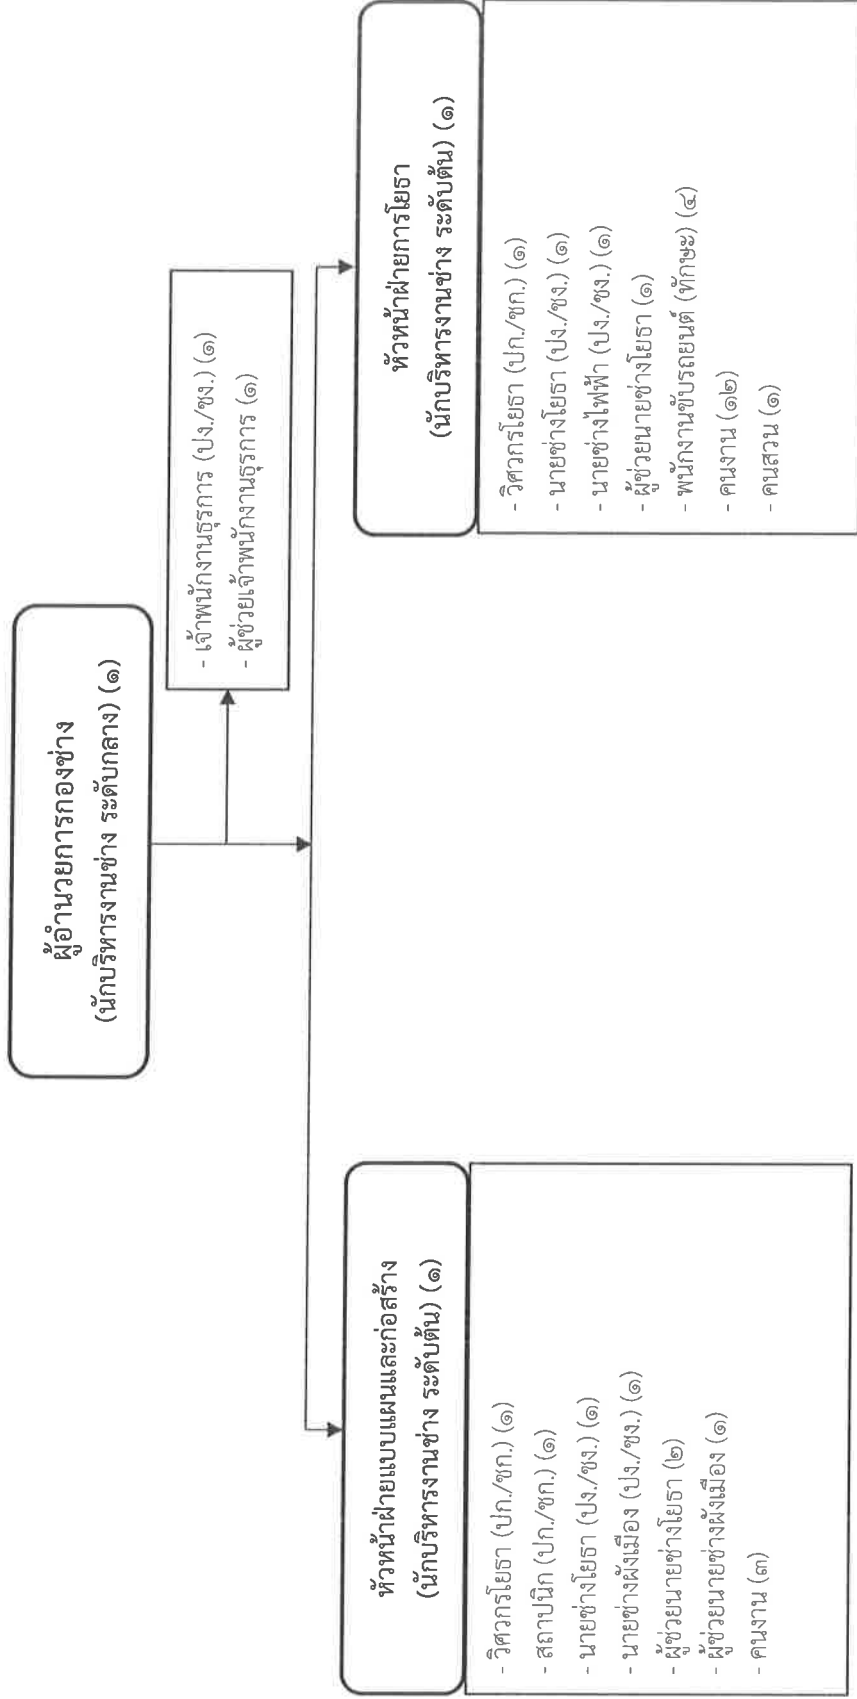 ผู้อำนวยการกองช่าง
(นักบริหารงานช่าง ระดับกลาง) (๑)
- เจ้าพนักงานธุรการ (ปง./ชง.) (๑)
- ผู้ช่วยเจ้าพนักงานธุรการ (๑)
หัวหน้าฝ่ายแบบแผนและก่อสร้าง
(นักบริหารงานช่าง ระดับต้น) (๑)
- วิศวกรโยธา (ปก./ชก.) (๑)
- สถาปนิก (ปก./ชก.) (๑)
- นายช่างโยธา (ปง./ชง.) (๑)
- นายช่างผังเมือง (ปง./ชง.) (๑)
- ผู้ช่วยนายช่างโยธา (๒)
- ผู้ช่วยนายช่างผังเมือง (๑)
- คนงาน (๓)
หัวหน้าฝ่ายการโยธา
(นักบริหารงานช่าง ระดับต้น) (๑)
- วิศวกรโยธา (ปก./ชก.) (๑)
- นายช่างโยธา (ปง./ชง.) (๑)
- นายช่างไฟฟ้า (ปง./ชง.) (๑)
- ผู้ช่วยนายช่างโยธา (๑)
- พนักงานขับรถยนต์ (ทักษะ) (๔)
- คนงาน (๑๒)
- คนสวน (๑)